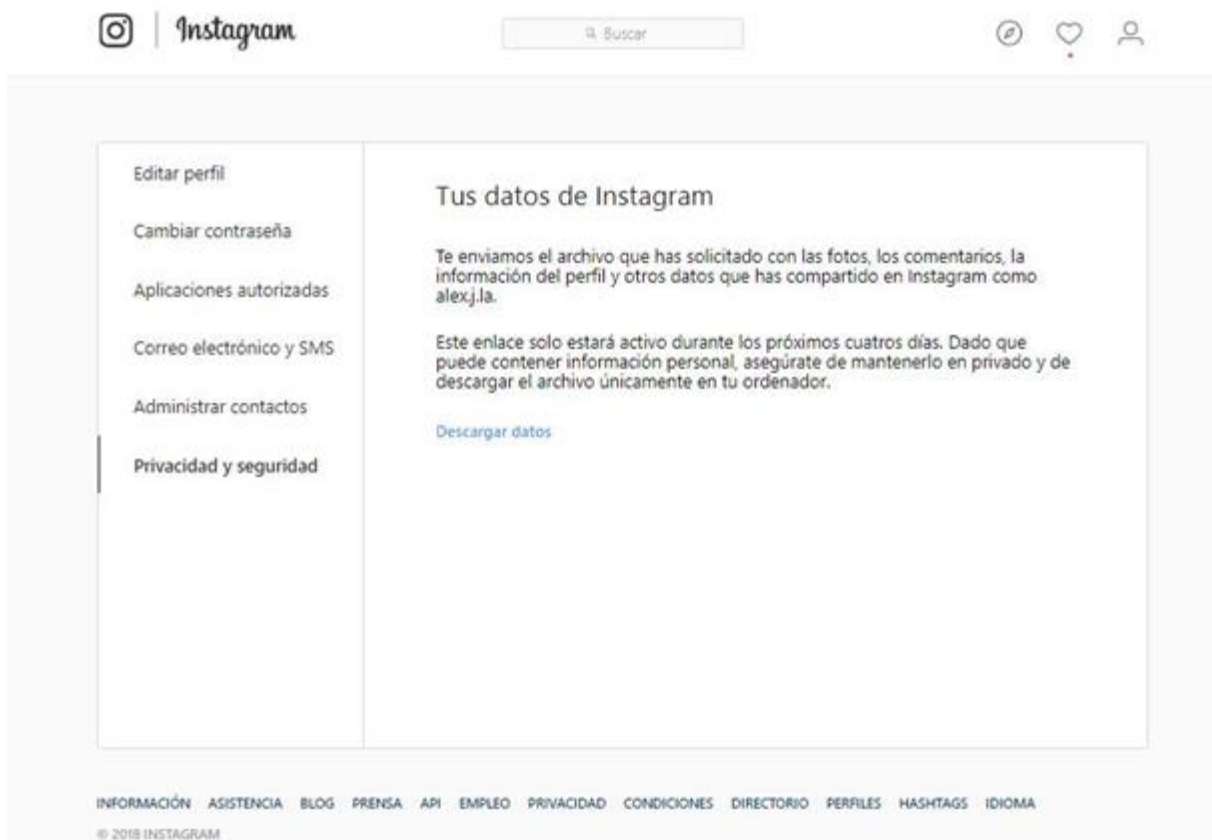 Instagram
Buscar
Editar perfil
Cambiar contraseña
Aplicaciones autorizadas
Correo electrónico y SMS
Administrar contactos
Privacidad y seguridad
Tus datos de Instagram
Te enviamos el archivo que has solicitado con las fotos, los comentarios, la
información del perfil y otros datos que has compartido en Instagram como
alex.j.la.
Este enlace solo estará activo durante los próximos cuatros días. Dado que
puede contener información personal, asegúrate de mantenerlo en privado y de
descargar el archivo únicamente en tu ordenador.
Descargar datos
INFORMACIÓN ASISTENCIA BLOG PRENSA API EMPLEO PRIVACIDAD CONDICIONES DIRECTORIO PERFILES HASHTAGS IDIOMA
© 2018 INSTAGRAM